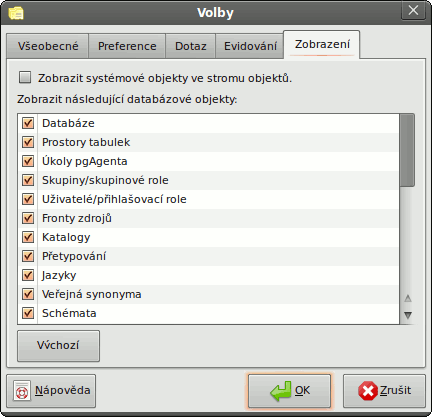 Volby
Všeobecné Preference Dotaz Evidování Zobrazení
Zobrazit systémové objekty ve stromu objektů.
Zobrazit následující databázové objekty:
Databáze
Prostory tabulek
Úkoly pgAgenta
Skupiny/skupinové role
Uživatelé/přihlašovací role
Fronty zdrojů
Katalogy
Přetypování
Jazyky
Veřejná synonyma
Schémata
Výchozí
Nápověda OK Zrušit